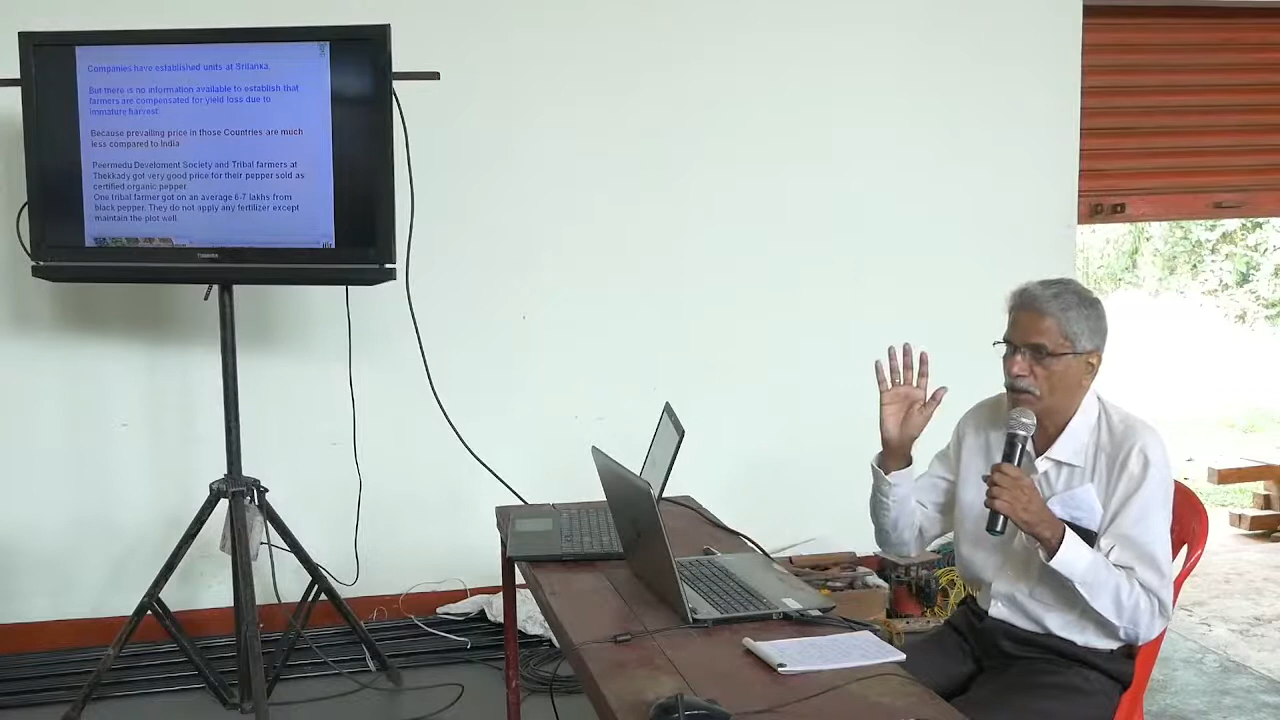 Companies have established units at Srilanka.
But there is no information available to establish that
farmers are compensated for yield loss due to
immature harvest.
Because prevailing price in those Countries are much
less compared to India
Peermedu Develoment Society and Tribal farmers at
Thekkady got very good price for their pepper sold as
certified organic pepper.
One tribal farmer got on an average 6-7 lakhs from
black pepper. They do not apply any fertilizer except
maintain the plot well.
TOSHIBA